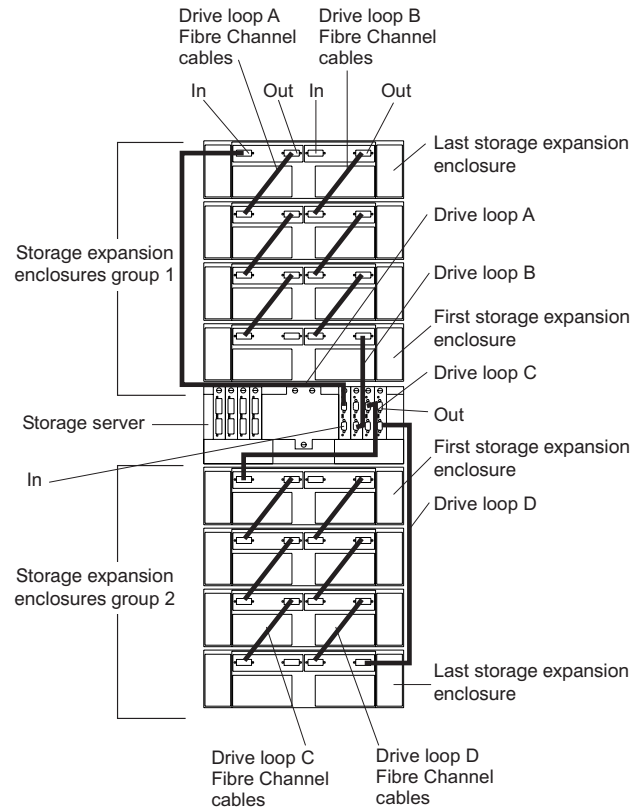 Drive loop A
Fibre Channel
cables
Drive loop B
Fibre Channel
cables
In
Out
In
Out
Last storage expansion
enclosure
Drive loop A
Storage expansion
enclosures group 1
Drive loop B
First storage expansion
enclosure
Drive loop C
Out
Storage server
First storage expansion
enclosure
In
Drive loop D
Storage expansion
enclosures group 2
Last storage expansion
enclosure
Drive loop C
Fibre Channel
cables
Drive loop D
Fibre Channel
cables